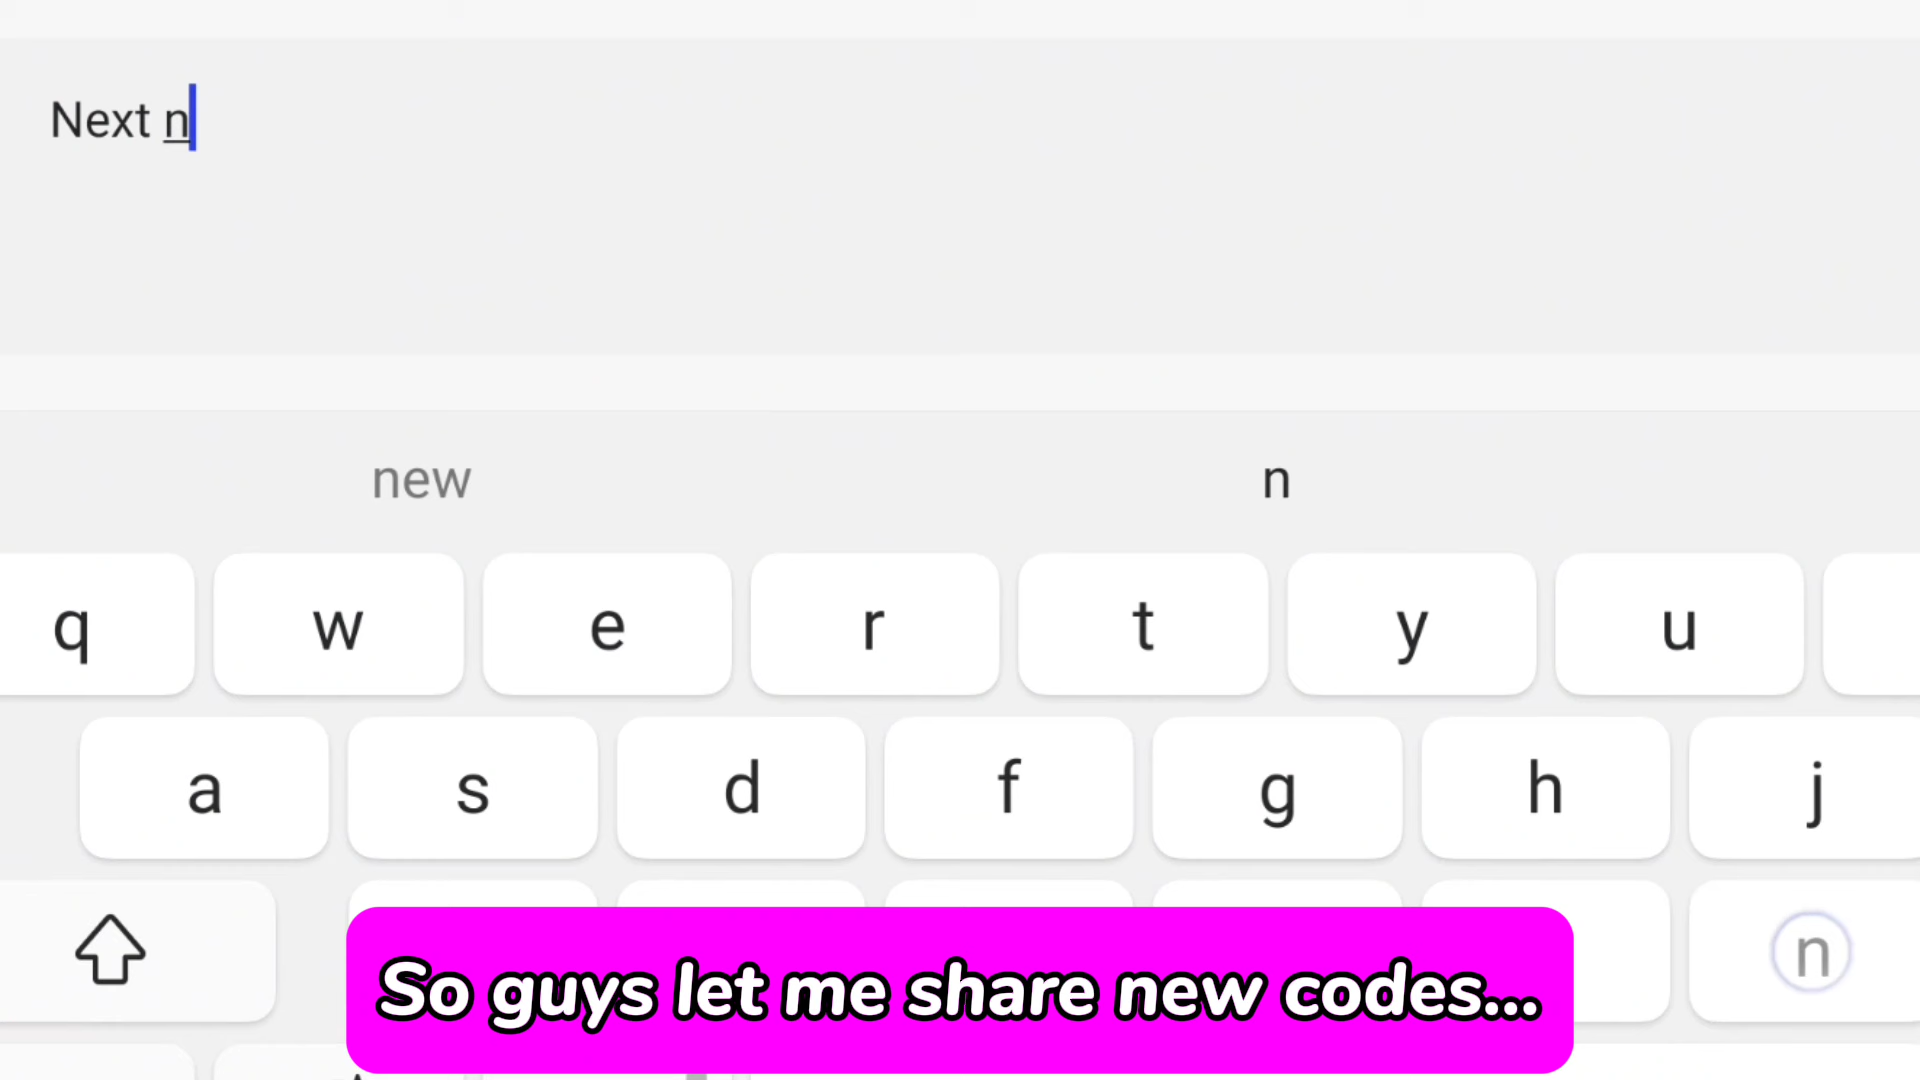 Next n
new n
q w e r t y u
a s d f g h j
n
So guys let me share new codes...